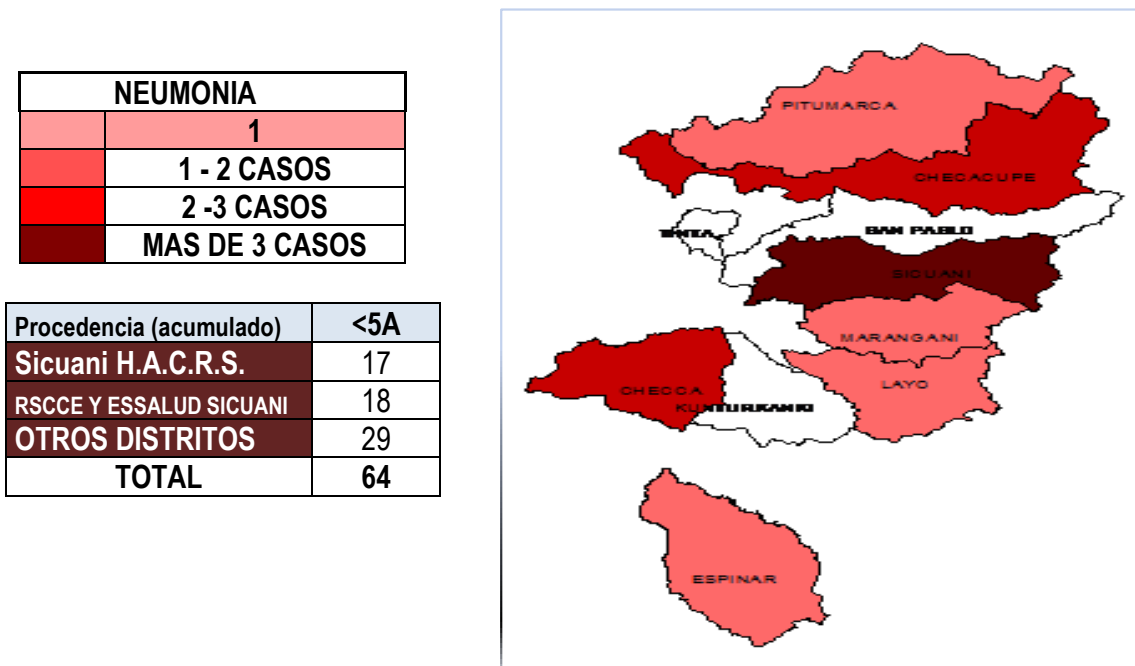 NEUMONIA
1
1 - 2 CASOS
2 -3 CASOS
MAS DE 3 CASOS
Procedencia (acumulado) <5A
Sicuani H.A.C.R.S. 17
RSCCE Y ESSALUD SICUANI 18
OTROS DISTRITOS 29
TOTAL 64
PITUMARCA
CHECACUPE
TINTA
SAN PABLO
SICUANI
MARANGANI
LAYO
CHECCA
KUNTURKANKI
ESPINAR